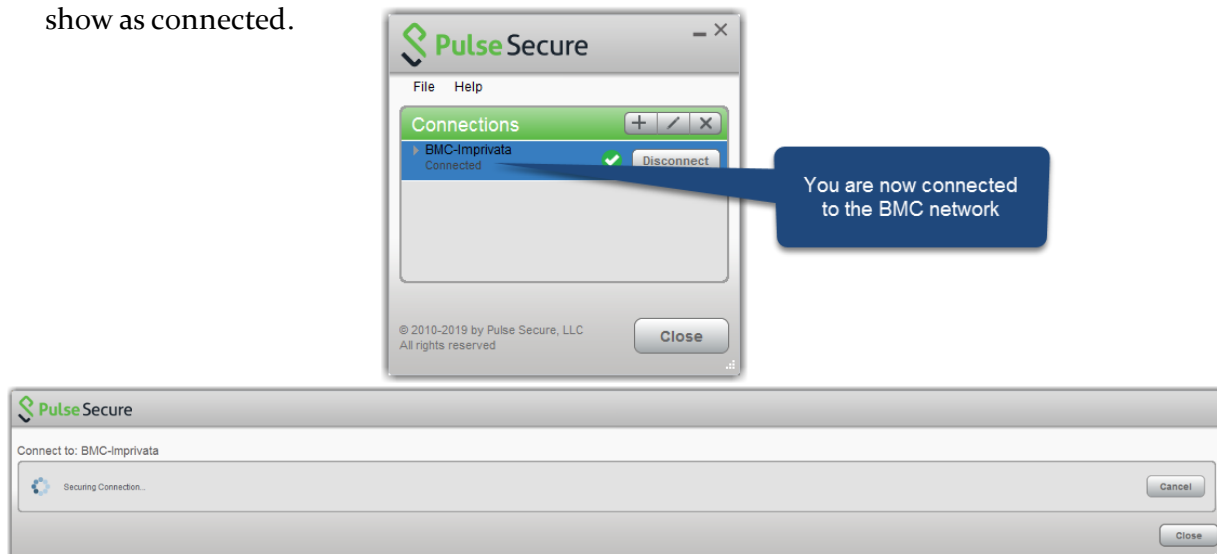 show as connected.
Pulse Secure
File Help
Connections
BMC-Imprivata
Connected
Disconnect
You are now connected
to the BMC network
© 2010-2019 by Pulse Secure, LLC
All rights reserved
Close
Pulse Secure
Connect to: BMC-Imprivata
Securing Connection...
Cancel
Close